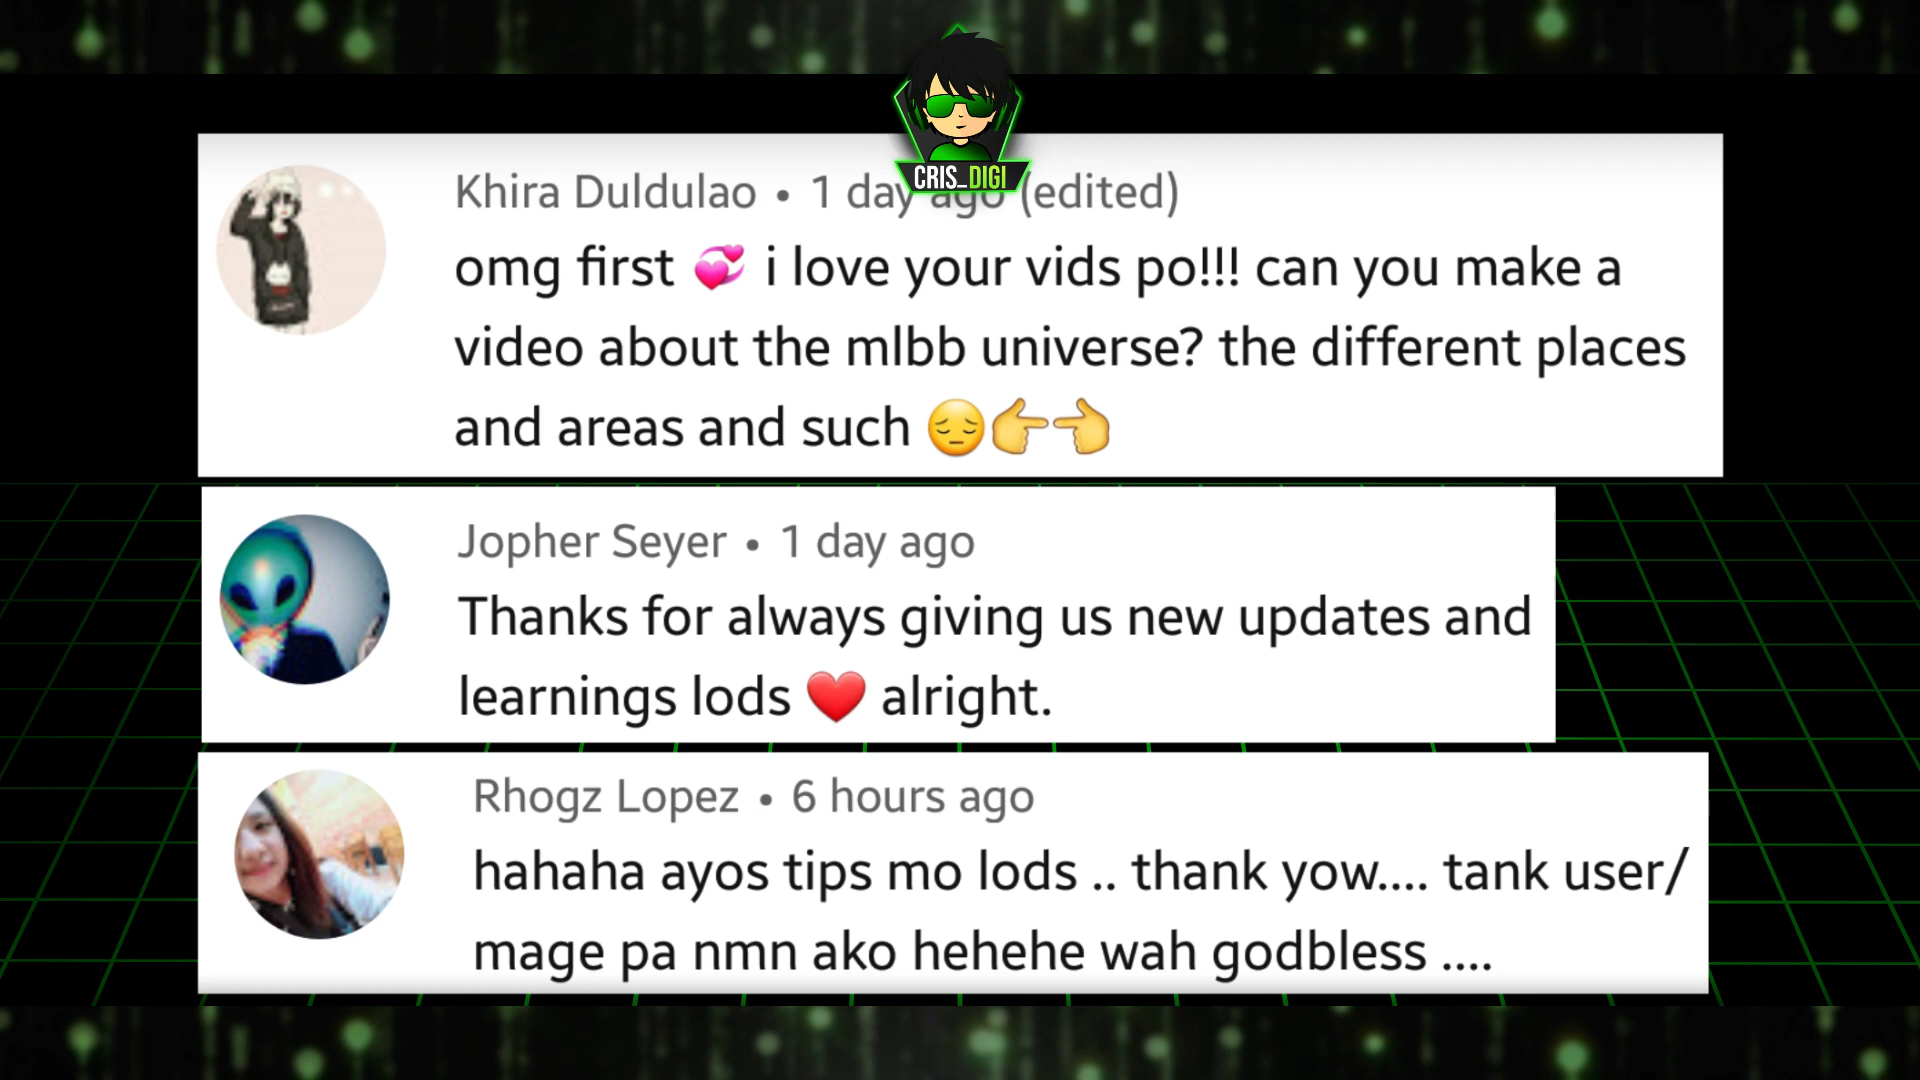 CRIS_DIGI
Khira Duldulao • 1 day ago (edited)
omg first 💞 i love your vids po!!! can you make a
video about the mlbb universe? the different places
and areas and such 😔👉👈
Jopher Seyer • 1 day ago
Thanks for always giving us new updates and
learnings lods ❤️ alright.
Rhogz Lopez • 6 hours ago
hahaha ayos tips mo lods .. thank yow.... tank user/
mage pa nmn ako hehehe wah godbless ....